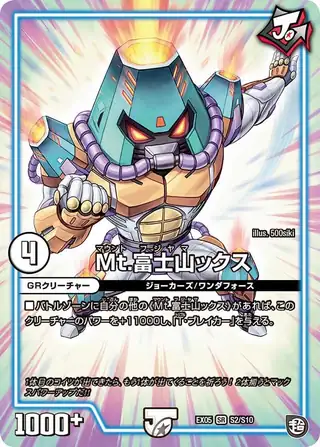 J
illus. 500siki
4
マウント フージヤマ
Mt.富士山ックス
GRクリーチャー
ジョーカーズ/ワンダフォース
■バトルゾーンに自分の他の《Mt.富士山ックス》があれば、この
クリーチャーのパワーを+11000し、「T・ブレイカー」を与える。
1体目のコイツが出てきたら、もう1体が出てくることを祈ろう!2体揃うとマック
スパワーアップだ!!
1000+
J
EX05 SR S2/S10